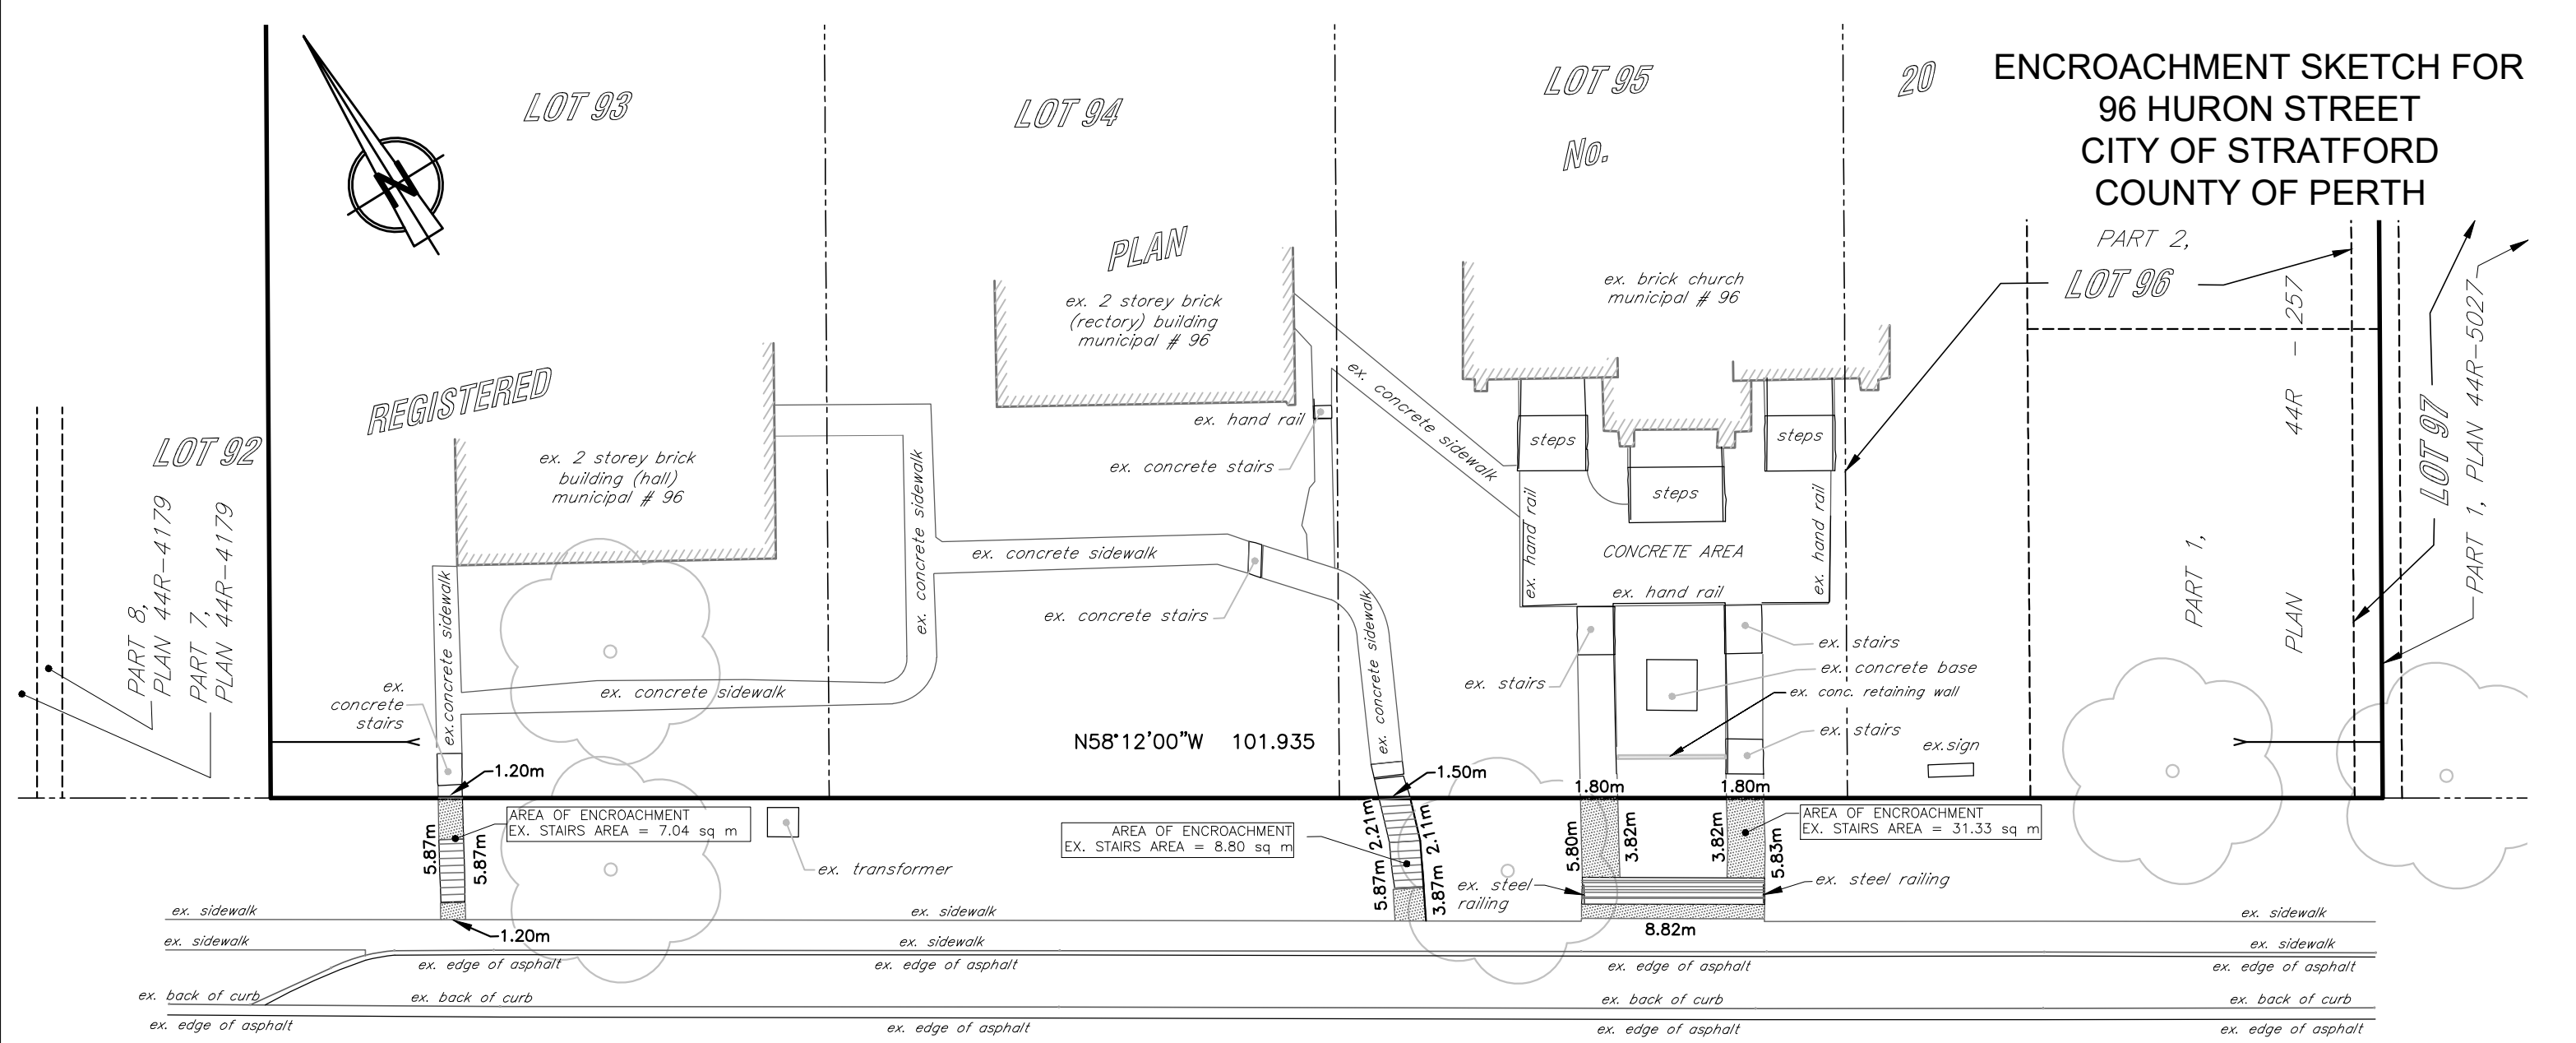 ENCROACHMENT SKETCH FOR
96 HURON STREET
CITY OF STRATFORD
COUNTY OF PERTH
LOT 93
LOT 94
LOT 95
20
No.
N
PLAN
REGISTERED
LOT 92
PART 2,
LOT 96
44R - 257
PLAN
PART 1,
LOT 97
PART 1, PLAN 44R-5027
PART 8,
PLAN 44R-4179
PART 7,
PLAN 44R-4179
ex. 2 storey brick
(rectory) building
municipal # 96
ex. brick church
municipal # 96
ex. 2 storey brick
building (hall)
municipal # 96
ex. hand rail
ex. concrete stairs
ex. concrete sidewalk
steps
steps
steps
ex. hand rail
ex. hand rail
CONCRETE AREA
ex. hand rail
ex. concrete sidewalk
ex. concrete sidewalk
ex. concrete stairs
ex.concrete sidewalk
ex. concrete sidewalk
ex. concrete sidewalk
ex. concrete sidewalk
ex.
concrete
stairs
ex. stairs
ex. stairs
ex. concrete base
ex. conc. retaining wall
ex. stairs
ex.sign
N58°12'00"W 101.935
1.20m
1.50m
1.80m
1.80m
AREA OF ENCROACHMENT
EX. STAIRS AREA = 7.04 sq m
AREA OF ENCROACHMENT
EX. STAIRS AREA = 8.80 sq m
AREA OF ENCROACHMENT
EX. STAIRS AREA = 31.33 sq m
5.87m
5.87m
2.21m
2.11m
5.87m
3.87m
5.80m
3.82m
3.82m
5.83m
ex. transformer
ex. steel
railing
ex. steel railing
1.20m
8.82m
ex. sidewalk
ex. sidewalk
ex. sidewalk
ex. sidewalk
ex. sidewalk
ex. sidewalk
ex. edge of asphalt
ex. edge of asphalt
ex. edge of asphalt
ex. edge of asphalt
ex. back of curb
ex. back of curb
ex. back of curb
ex. back of curb
ex. edge of asphalt
ex. edge of asphalt
ex. edge of asphalt
ex. edge of asphalt